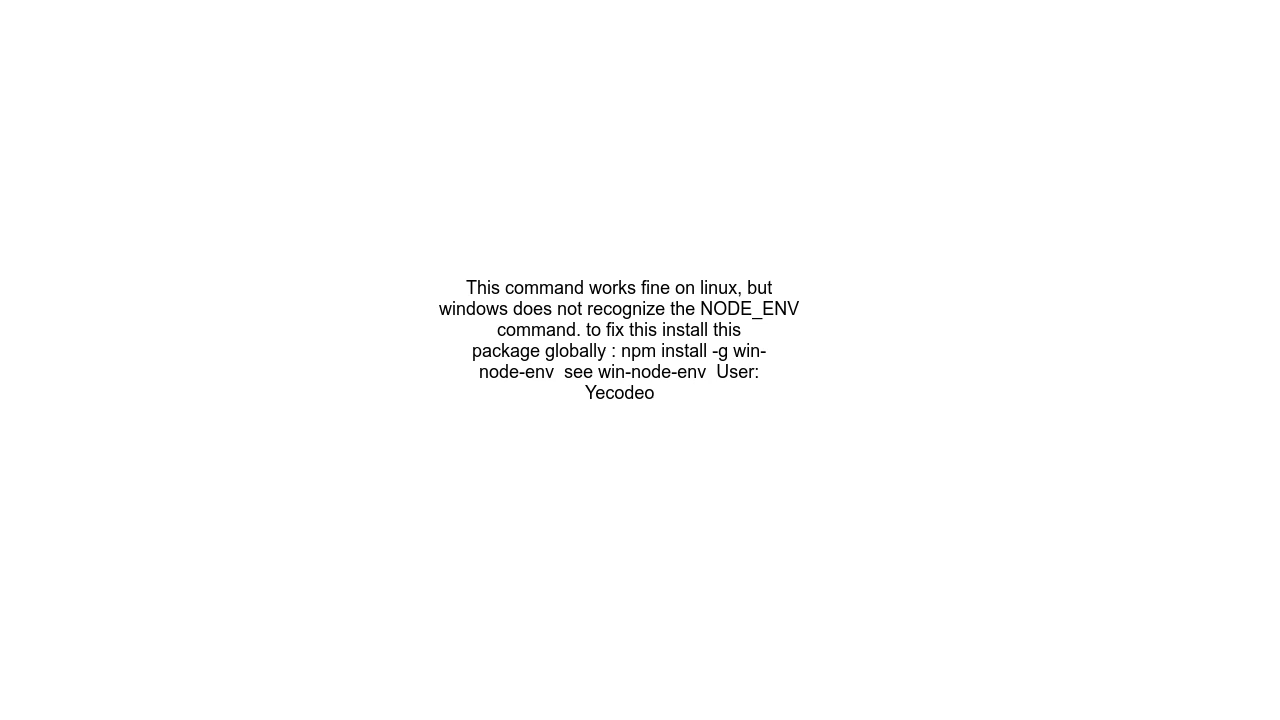 This command works fine on linux, but
windows does not recognize the NODE_ENV
command. to fix this install this
package globally : npm install -g win-
node-env  see win-node-env  User:
Yecodeo